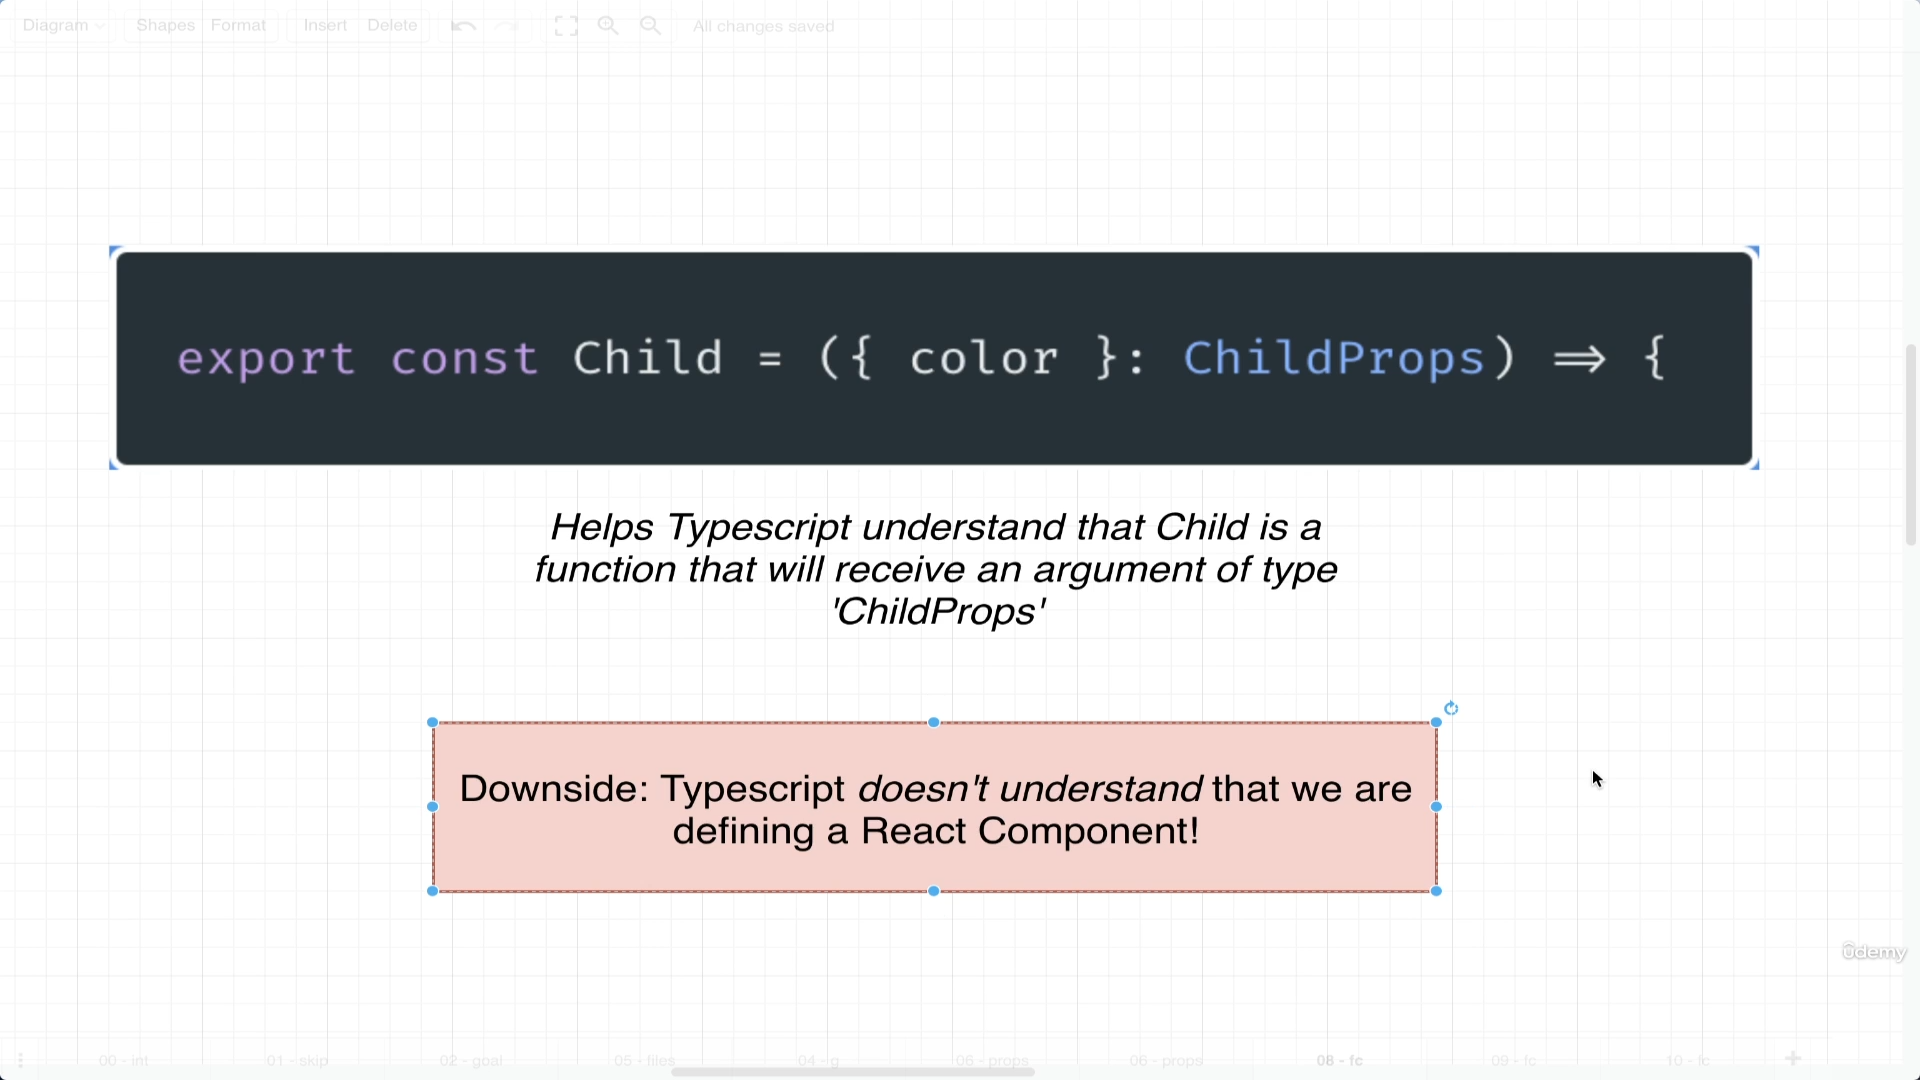 Diagram Shapes Format Insert Delete All changes saved
export const Child = ({ color }: ChildProps) => {
Helps Typescript understand that Child is a
function that will receive an argument of type
'ChildProps'
Downside: Typescript doesn't understand that we are
defining a React Component!
ûdemy
00 - int 01 - skip 02 - goal 05 - files 04 - g 06 - props 06 - props 08 - fc 09 - fc 10 - fc